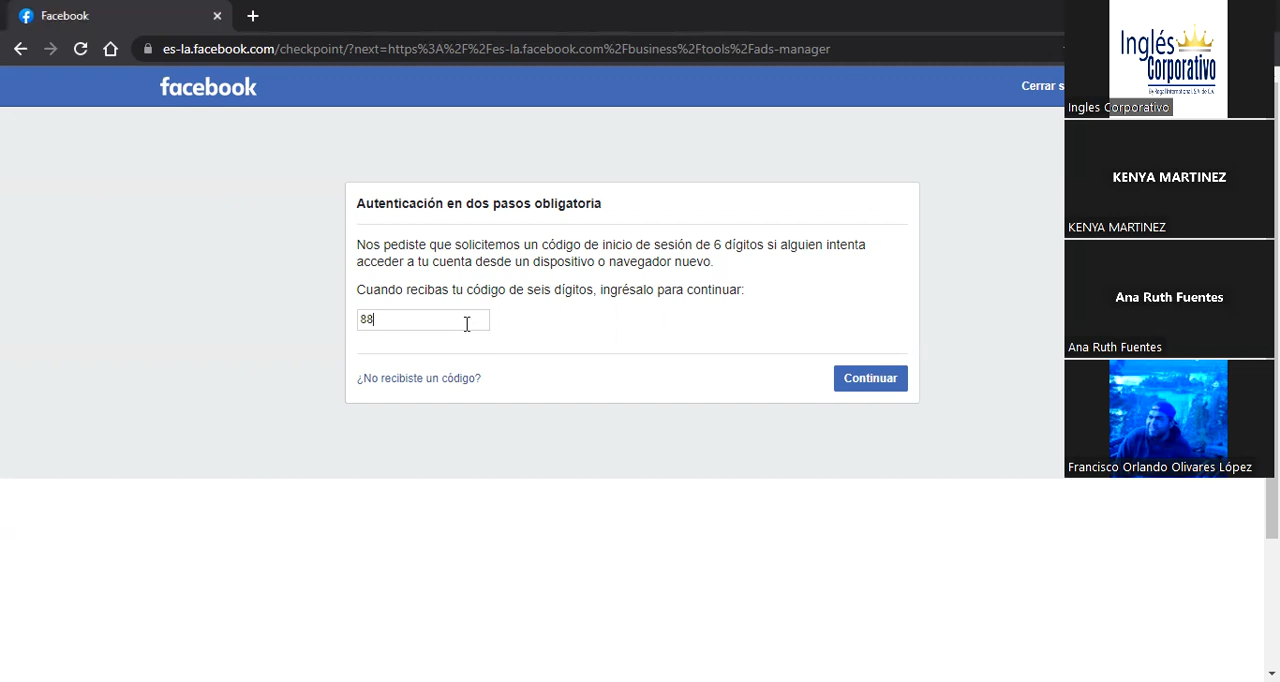 Facebook
es-la.facebook.com/checkpoint/?next=https%3A%2F%2Fes-la.facebook.com%2Fbusiness%2Ftools%2Fads-manager
facebook
Cerrar s
Autenticación en dos pasos obligatoria
Nos pediste que solicitemos un código de inicio de sesión de 6 dígitos si alguien intenta
acceder a tu cuenta desde un dispositivo o navegador nuevo.
Cuando recibas tu código de seis dígitos, ingrésalo para continuar:
88
¿No recibiste un código?
Continuar
Inglés
Corporativo
Ingles Corporativo
KENYA MARTINEZ
KENYA MARTINEZ
Ana Ruth Fuentes
Ana Ruth Fuentes
Francisco Orlando Olivares López